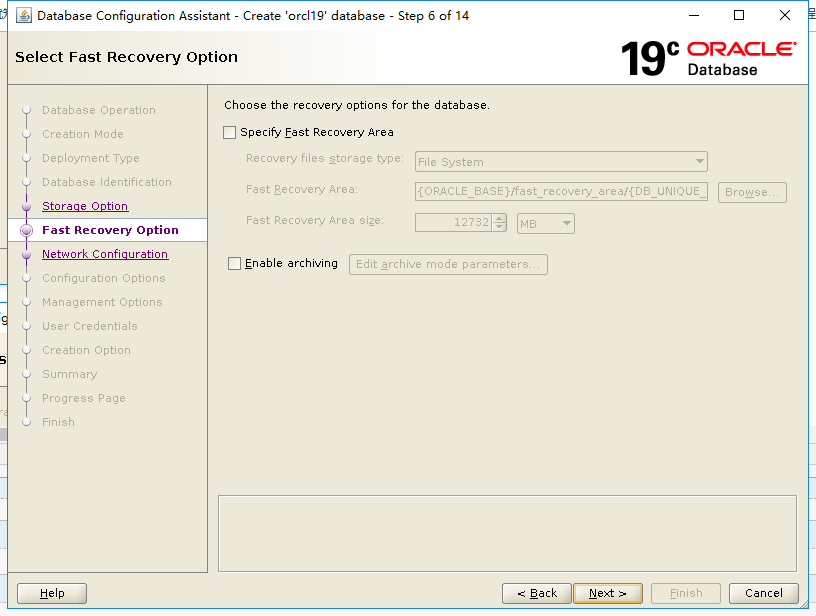 Database Configuration Assistant - Create 'orcl19' database - Step 6 of 14
Select Fast Recovery Option
19c ORACLE
Database
Database Operation
Creation Mode
Deployment Type
Database Identification
Storage Option
Fast Recovery Option
Network Configuration
Configuration Options
Management Options
User Credentials
Creation Option
Summary
Progress Page
Finish
Choose the recovery options for the database.
Specify Fast Recovery Area
Recovery files storage type: File System
Fast Recovery Area: {ORACLE_BASE}/fast_recovery_area/{DB_UNIQUE_ Browse...
Fast Recovery Area size: 12732 MB
Enable archiving Edit archive mode parameters...
Help < Back Next > Finish Cancel